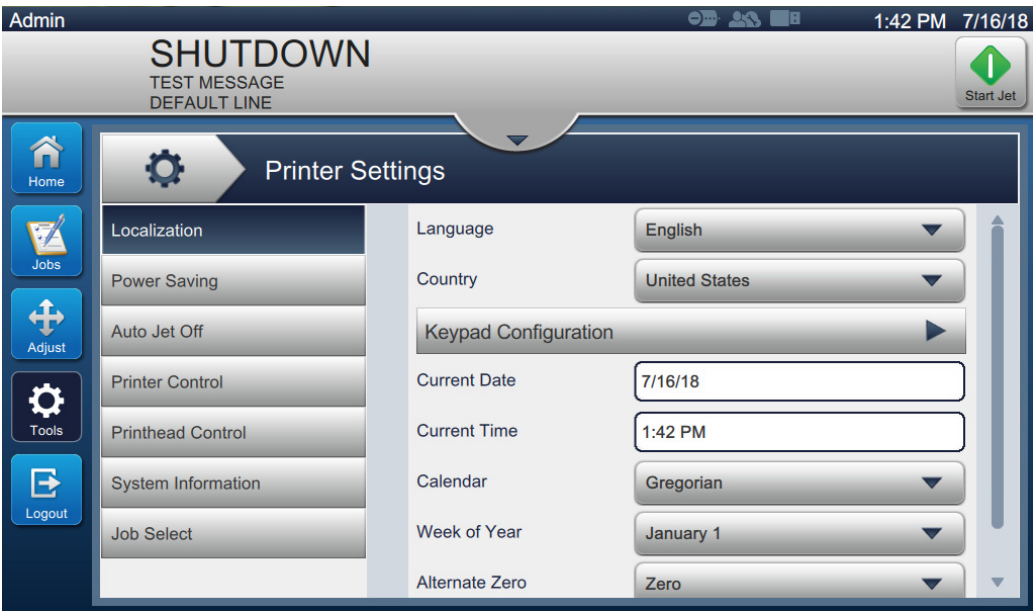 Admin 1:42 PM 7/16/18
SHUTDOWN
TEST MESSAGE
DEFAULT LINE
Start Jet
Home
Jobs
Adjust
Tools
Logout
Printer Settings
Localization
Power Saving
Auto Jet Off
Printer Control
Printhead Control
System Information
Job Select
Language English
Country United States
Keypad Configuration
Current Date 7/16/18
Current Time 1:42 PM
Calendar Gregorian
Week of Year January 1
Alternate Zero Zero